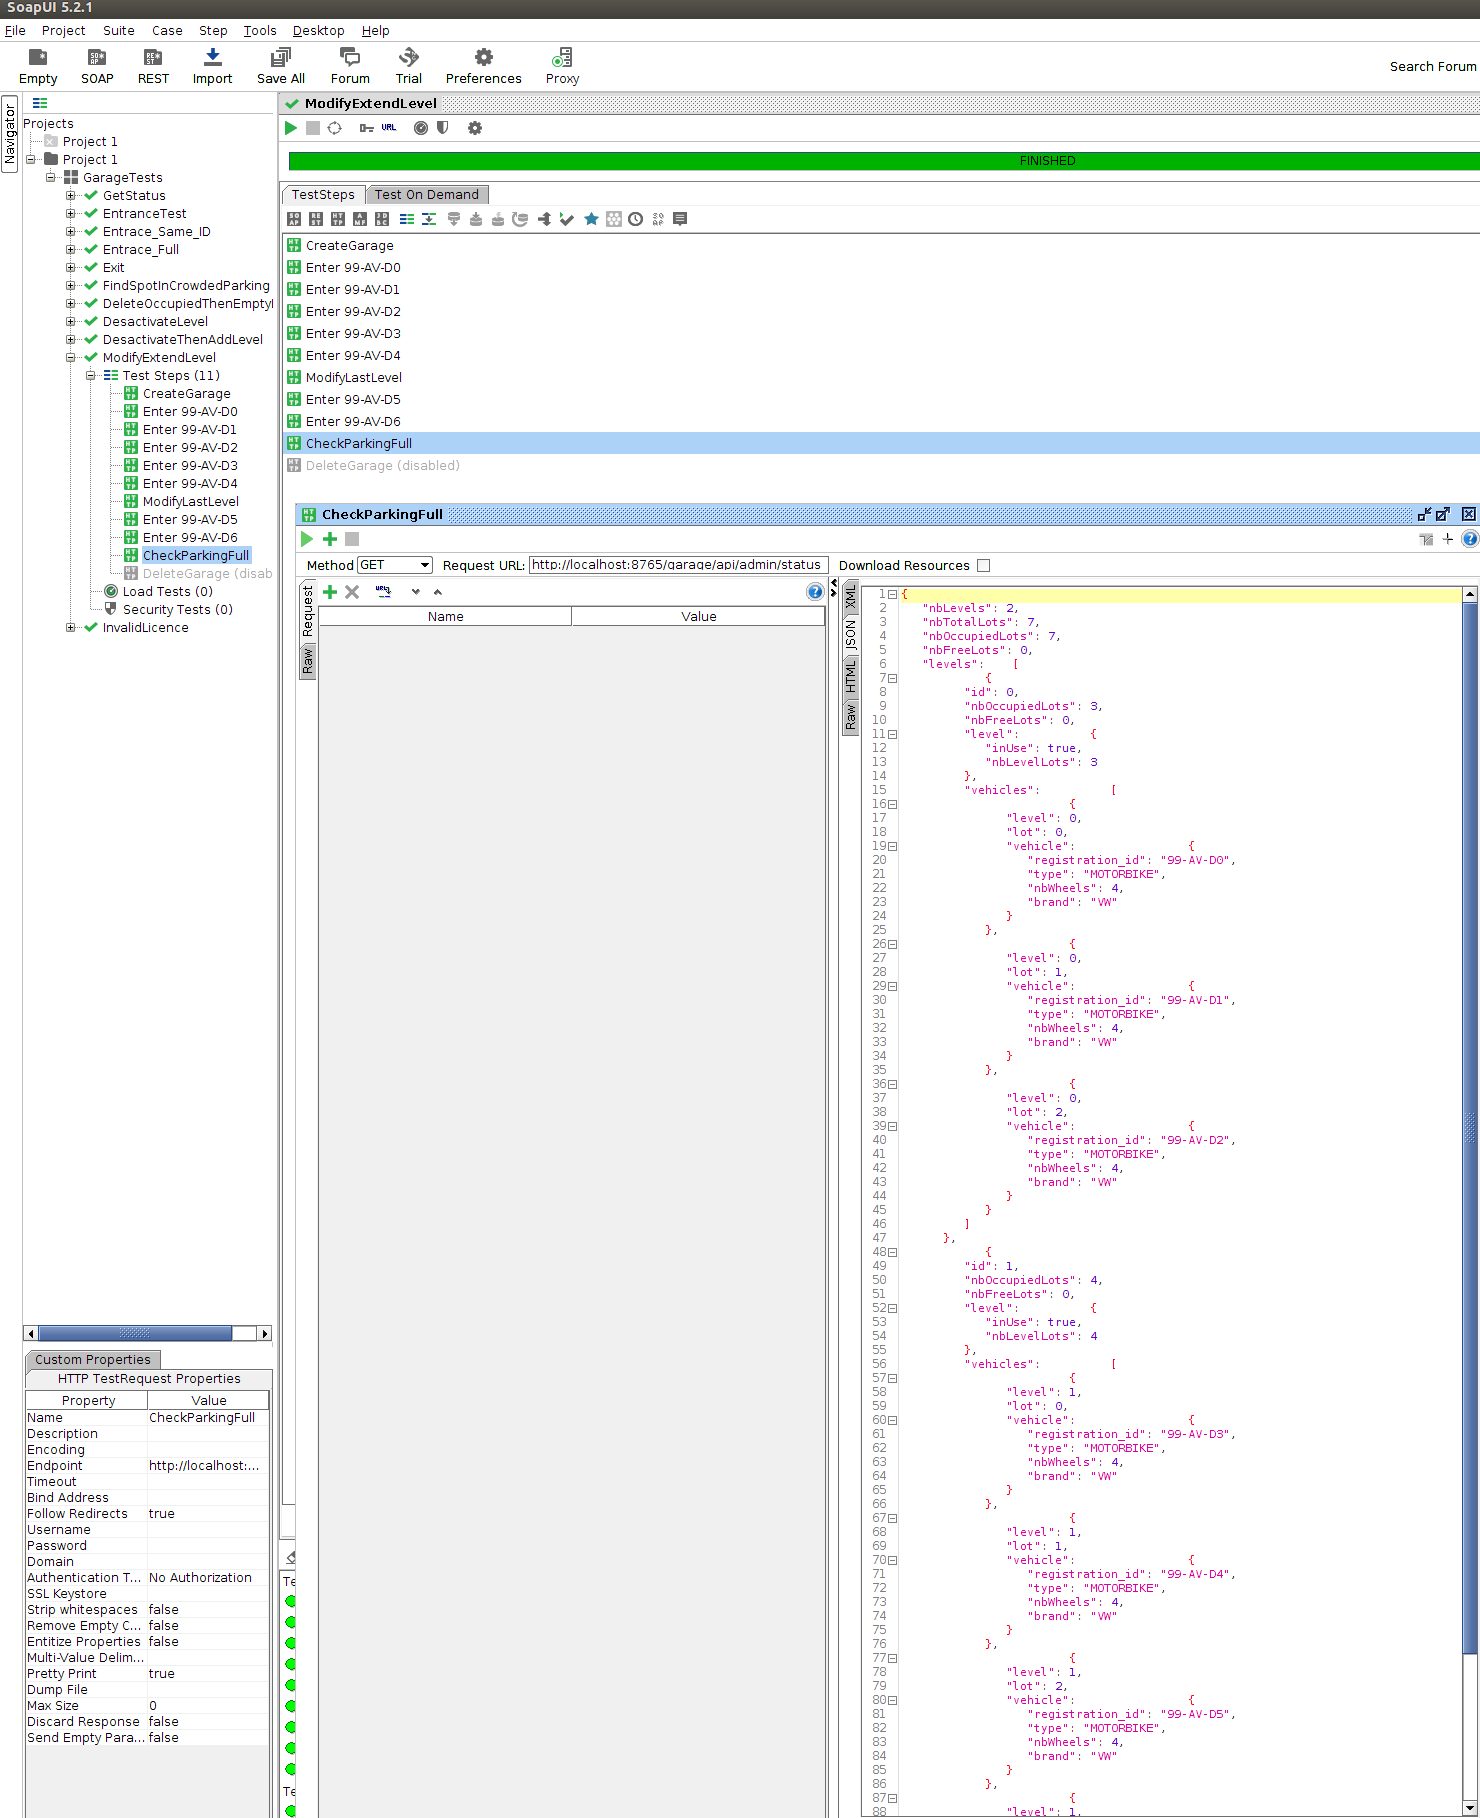 SoapUI 5.2.1
File Project Suite Case Step Tools Desktop Help
Empty SOAP REST Import Save All Forum Trial Preferences Proxy
Search Forum
Navigator
Projects
Project 1
Project 1
GarageTests
GetStatus
EntranceTest
Entrace_Same_ID
Entrace_Full
Exit
FindSpotInCrowdedParking
DeleteOccupiedThenEmptyl
DesactivateLevel
DesactivateThenAddLevel
ModifyExtendLevel
Test Steps (11)
CreateGarage
Enter 99-AV-D0
Enter 99-AV-D1
Enter 99-AV-D2
Enter 99-AV-D3
Enter 99-AV-D4
ModifyLastLevel
Enter 99-AV-D5
Enter 99-AV-D6
CheckParkingFull
DeleteGarage (disab
Load Tests (0)
Security Tests (0)
InvalidLicence
Custom Properties
HTTP TestRequest Properties
Property Value
Name CheckParkingFull
Description
Encoding
Endpoint http://localhost:...
Timeout
Bind Address
Follow Redirects true
Username
Password
Domain
Authentication T... No Authorization
SSL Keystore
Strip whitespaces false
Remove Empty C... false
Entitize Properties false
Multi-Value Delim...
Pretty Print true
Dump File
Max Size 0
Discard Response false
Send Empty Para... false
ModifyExtendLevel
URL
FINISHED
TestSteps Test On Demand
CreateGarage
Enter 99-AV-D0
Enter 99-AV-D1
Enter 99-AV-D2
Enter 99-AV-D3
Enter 99-AV-D4
ModifyLastLevel
Enter 99-AV-D5
Enter 99-AV-D6
CheckParkingFull
DeleteGarage (disabled)
Te
Te
CheckParkingFull
Method GET Request URL: http://localhost:8765/garage/api/admin/status Download Resources
Request
Raw
Name Value
XML
JSON
HTML
Raw
1 {
2 "nbLevels": 2,
3 "nbTotalLots": 7,
4 "nbOccupiedLots": 7,
5 "nbFreeLots": 0,
6 "levels": [
7 {
8 "id": 0,
9 "nbOccupiedLots": 3,
10 "nbFreeLots": 0,
11 "level": {
12 "inUse": true,
13 "nbLevelLots": 3
14 },
15 "vehicles": [
16 {
17 "level": 0,
18 "lot": 0,
19 "vehicle": {
20 "registration_id": "99-AV-D0",
21 "type": "MOTORBIKE",
22 "nbWheels": 4,
23 "brand": "VW"
24 }
25 },
26 {
27 "level": 0,
28 "lot": 1,
29 "vehicle": {
30 "registration_id": "99-AV-D1",
31 "type": "MOTORBIKE",
32 "nbWheels": 4,
33 "brand": "VW"
34 }
35 },
36 {
37 "level": 0,
38 "lot": 2,
39 "vehicle": {
40 "registration_id": "99-AV-D2",
41 "type": "MOTORBIKE",
42 "nbWheels": 4,
43 "brand": "VW"
44 }
45 }
46 ]
47 },
48 {
49 "id": 1,
50 "nbOccupiedLots": 4,
51 "nbFreeLots": 0,
52 "level": {
53 "inUse": true,
54 "nbLevelLots": 4
55 },
56 "vehicles": [
57 {
58 "level": 1,
59 "lot": 0,
60 "vehicle": {
61 "registration_id": "99-AV-D3",
62 "type": "MOTORBIKE",
63 "nbWheels": 4,
64 "brand": "VW"
65 }
66 },
67 {
68 "level": 1,
69 "lot": 1,
70 "vehicle": {
71 "registration_id": "99-AV-D4",
72 "type": "MOTORBIKE",
73 "nbWheels": 4,
74 "brand": "VW"
75 }
76 },
77 {
78 "level": 1,
79 "lot": 2,
80 "vehicle": {
81 "registration_id": "99-AV-D5",
82 "type": "MOTORBIKE",
83 "nbWheels": 4,
84 "brand": "VW"
85 }
86 },
87 {
88 "level": 1,